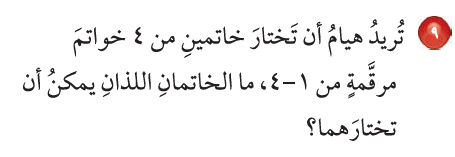 ٩ تُريدُ هيامُ أن تَختارَ خاتمينِ من ٤ خواتمَ
مرقَّمةٍ من ١-٤، ما الخاتمانِ اللذانِ يمكنُ أن
تختارَهما؟